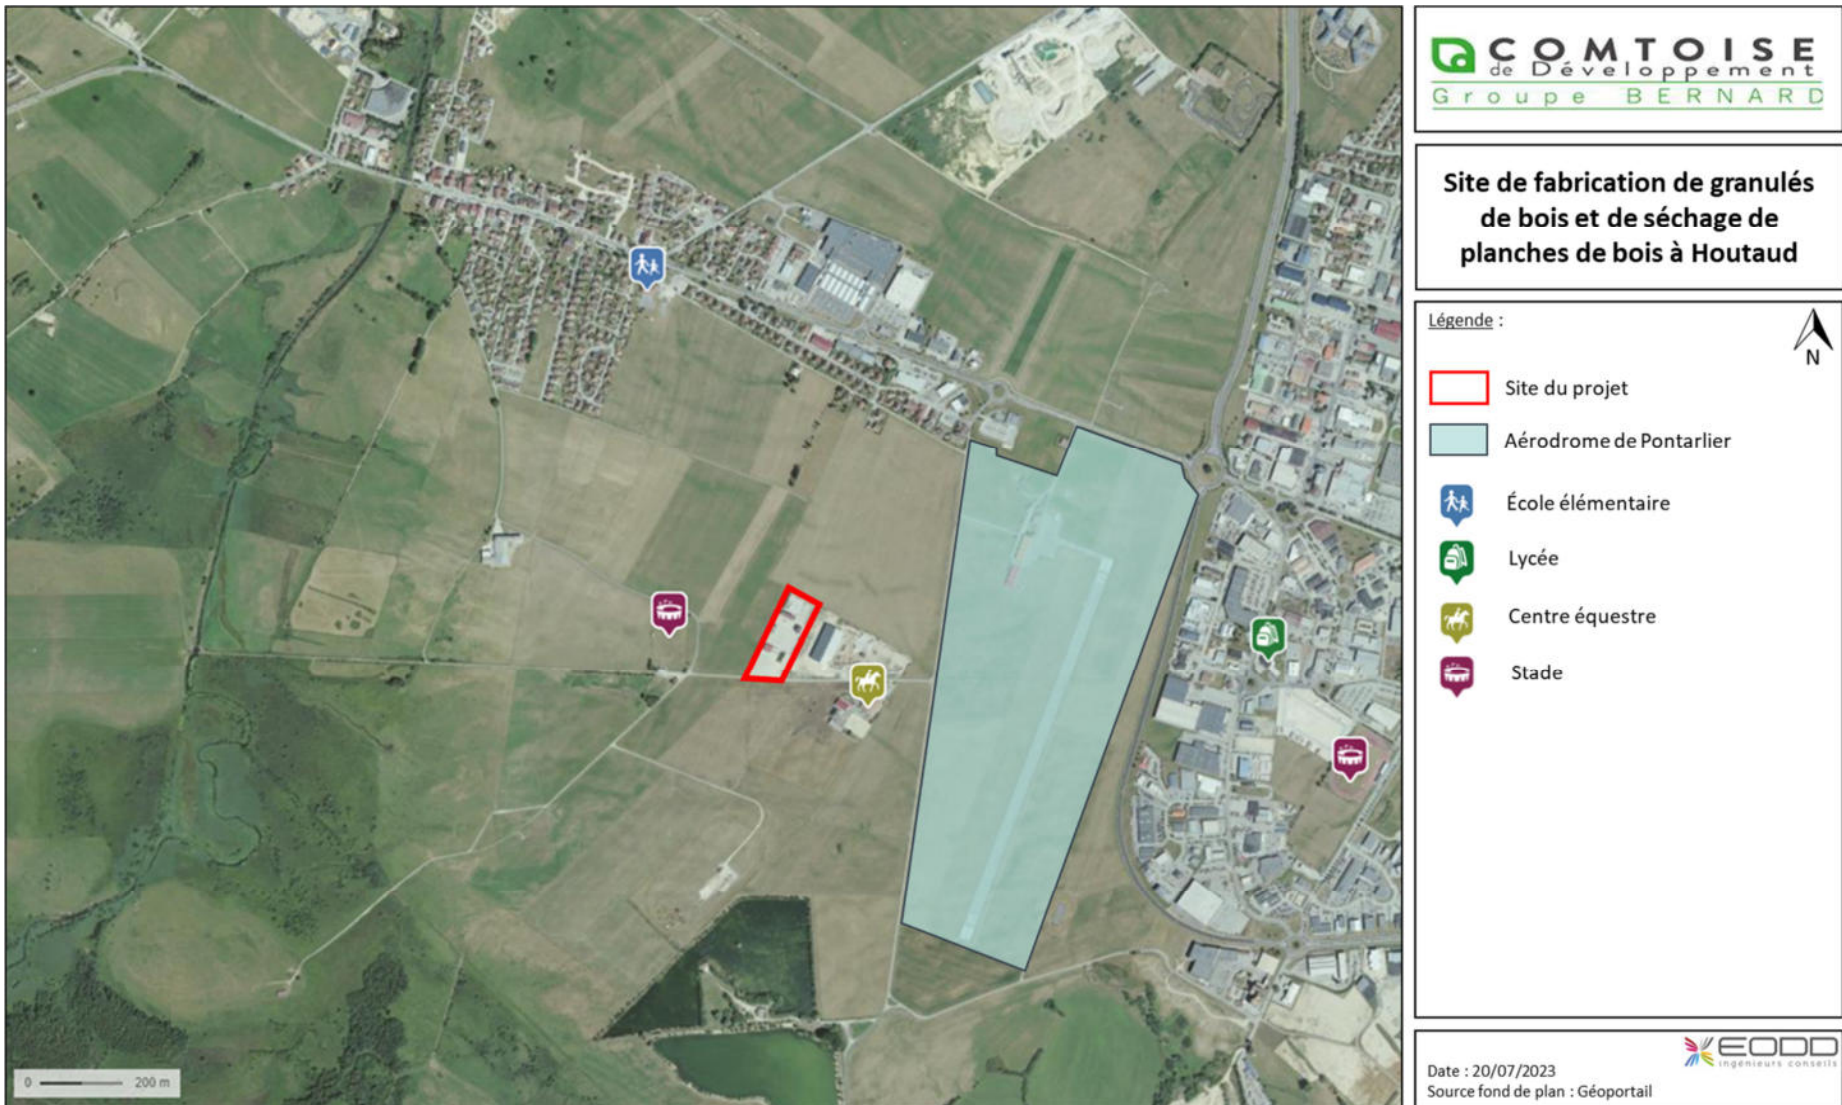 COMTOISE
de Développement
Groupe BERNARD
Site de fabrication de granulés
de bois et de séchage de
planches de bois à Houtaud
Légende :
N
Site du projet
Aérodrome de Pontarlier
École élémentaire
Lycée
Centre équestre
Stade
0 200 m
EODD
ingénieurs conseils
Date : 20/07/2023
Source fond de plan : Géoportail